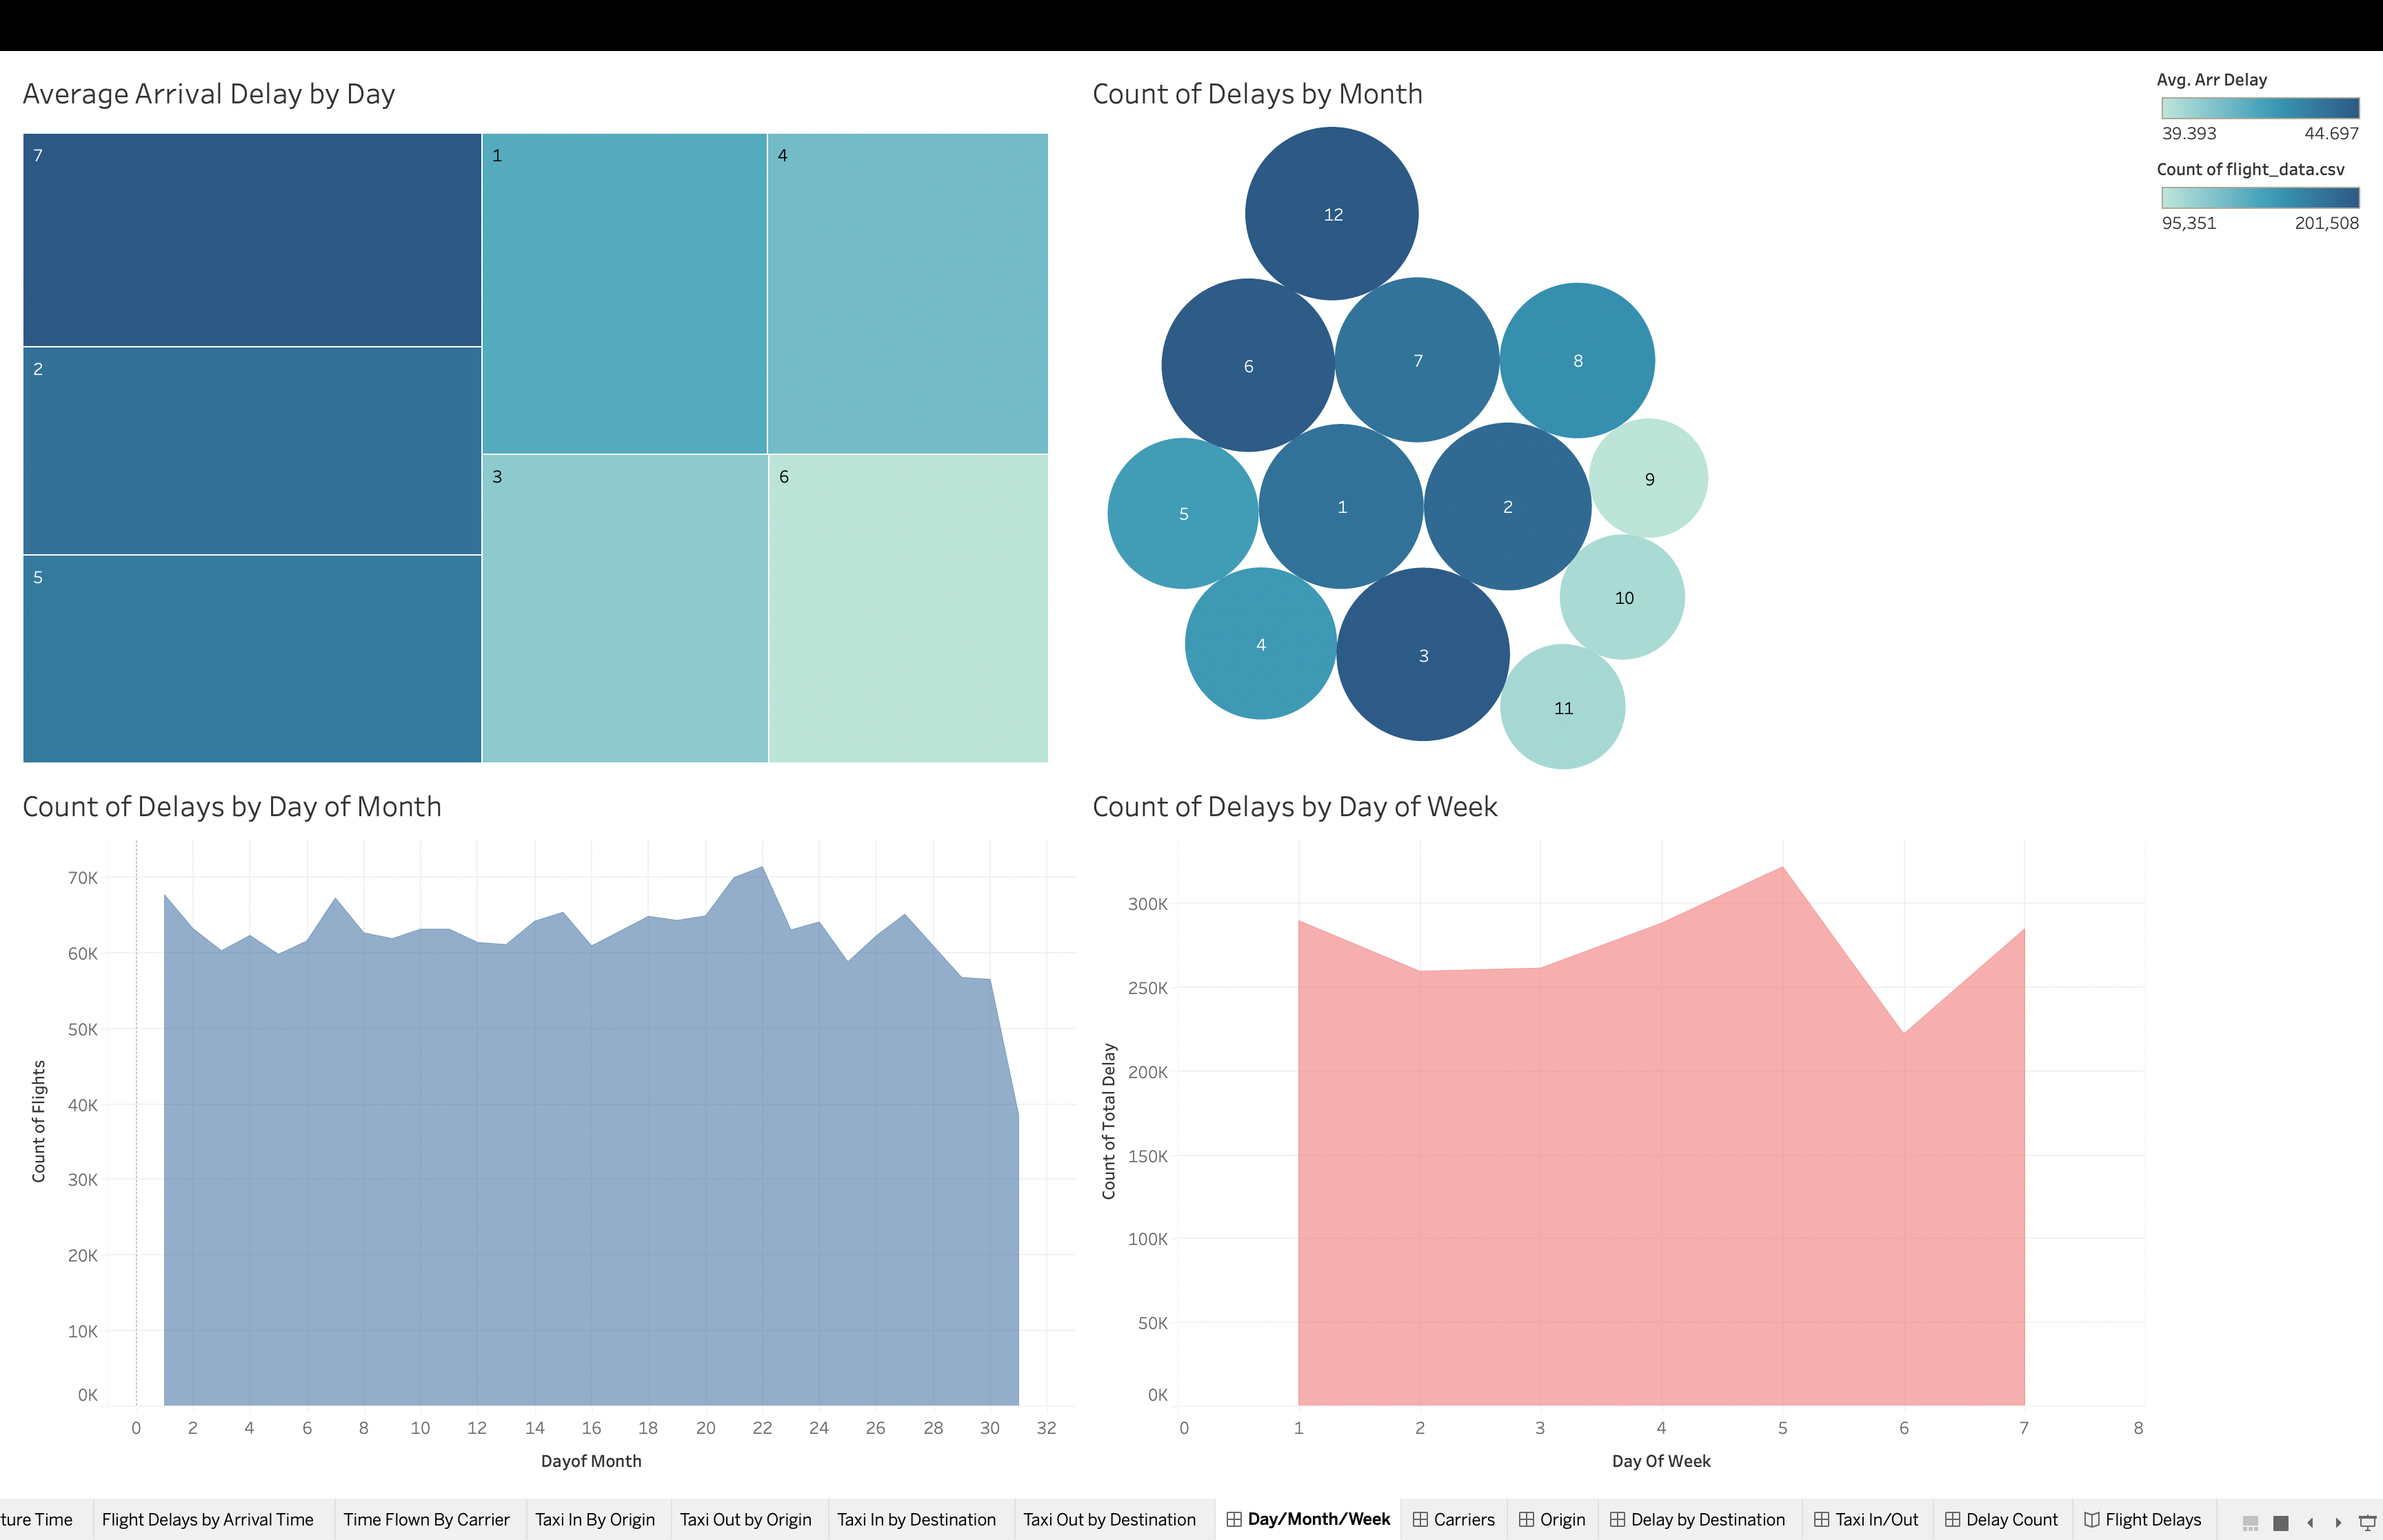 Average Arrival Delay by Day
7
1
4
2
5
3
6
Count of Delays by Month
12
6
7
8
5
1
2
9
10
4
3
11
Avg. Arr Delay
39.393 44.697
Count of flight_data.csv
95,351 201,508
Count of Delays by Day of Month
70K
60K
50K
40K
30K
20K
10K
0K
Count of Flights
0 2 4 6 8 10 12 14 16 18 20 22 24 26 28 30 32
Dayof Month
Count of Delays by Day of Week
300K
250K
200K
150K
100K
50K
0K
Count of Total Delay
0 1 2 3 4 5 6 7 8
Day Of Week
ture Time Flight Delays by Arrival Time Time Flown By Carrier Taxi In By Origin Taxi Out by Origin Taxi In by Destination Taxi Out by Destination Day/Month/Week Carriers Origin Delay by Destination Taxi In/Out Delay Count Flight Delays